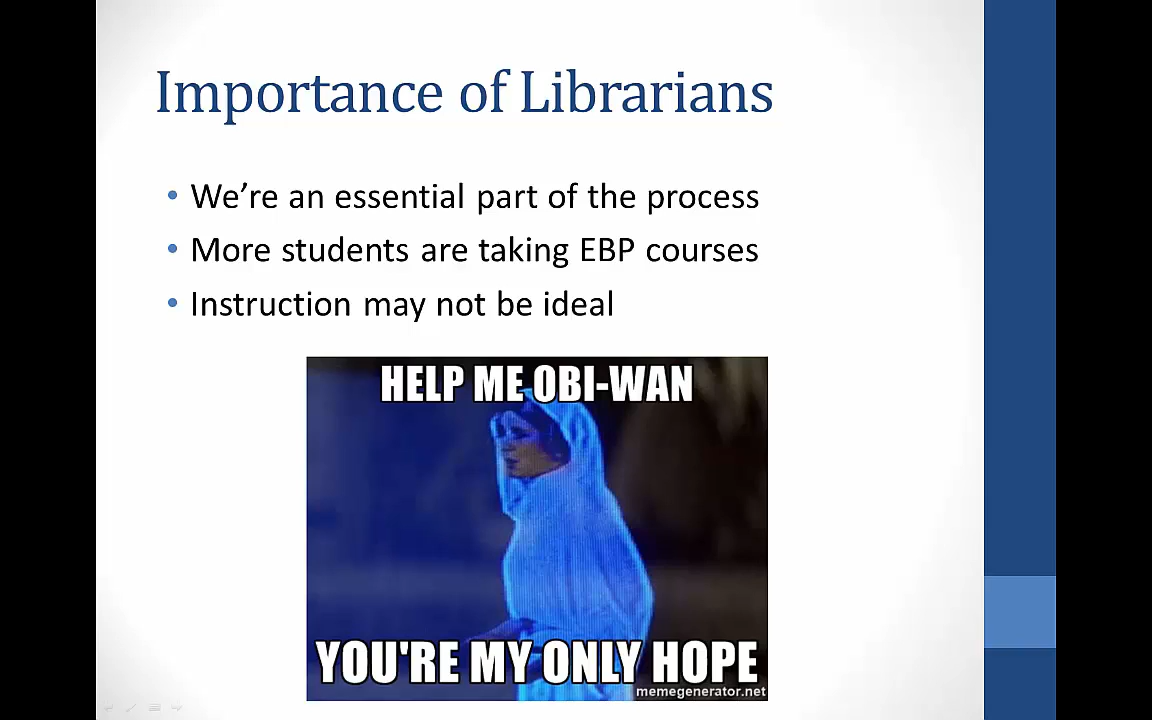 Importance of Librarians
• We’re an essential part of the process
• More students are taking EBP courses
• Instruction may not be ideal
HELP ME OBI-WAN
YOU'RE MY ONLY HOPE
memegenerator.net